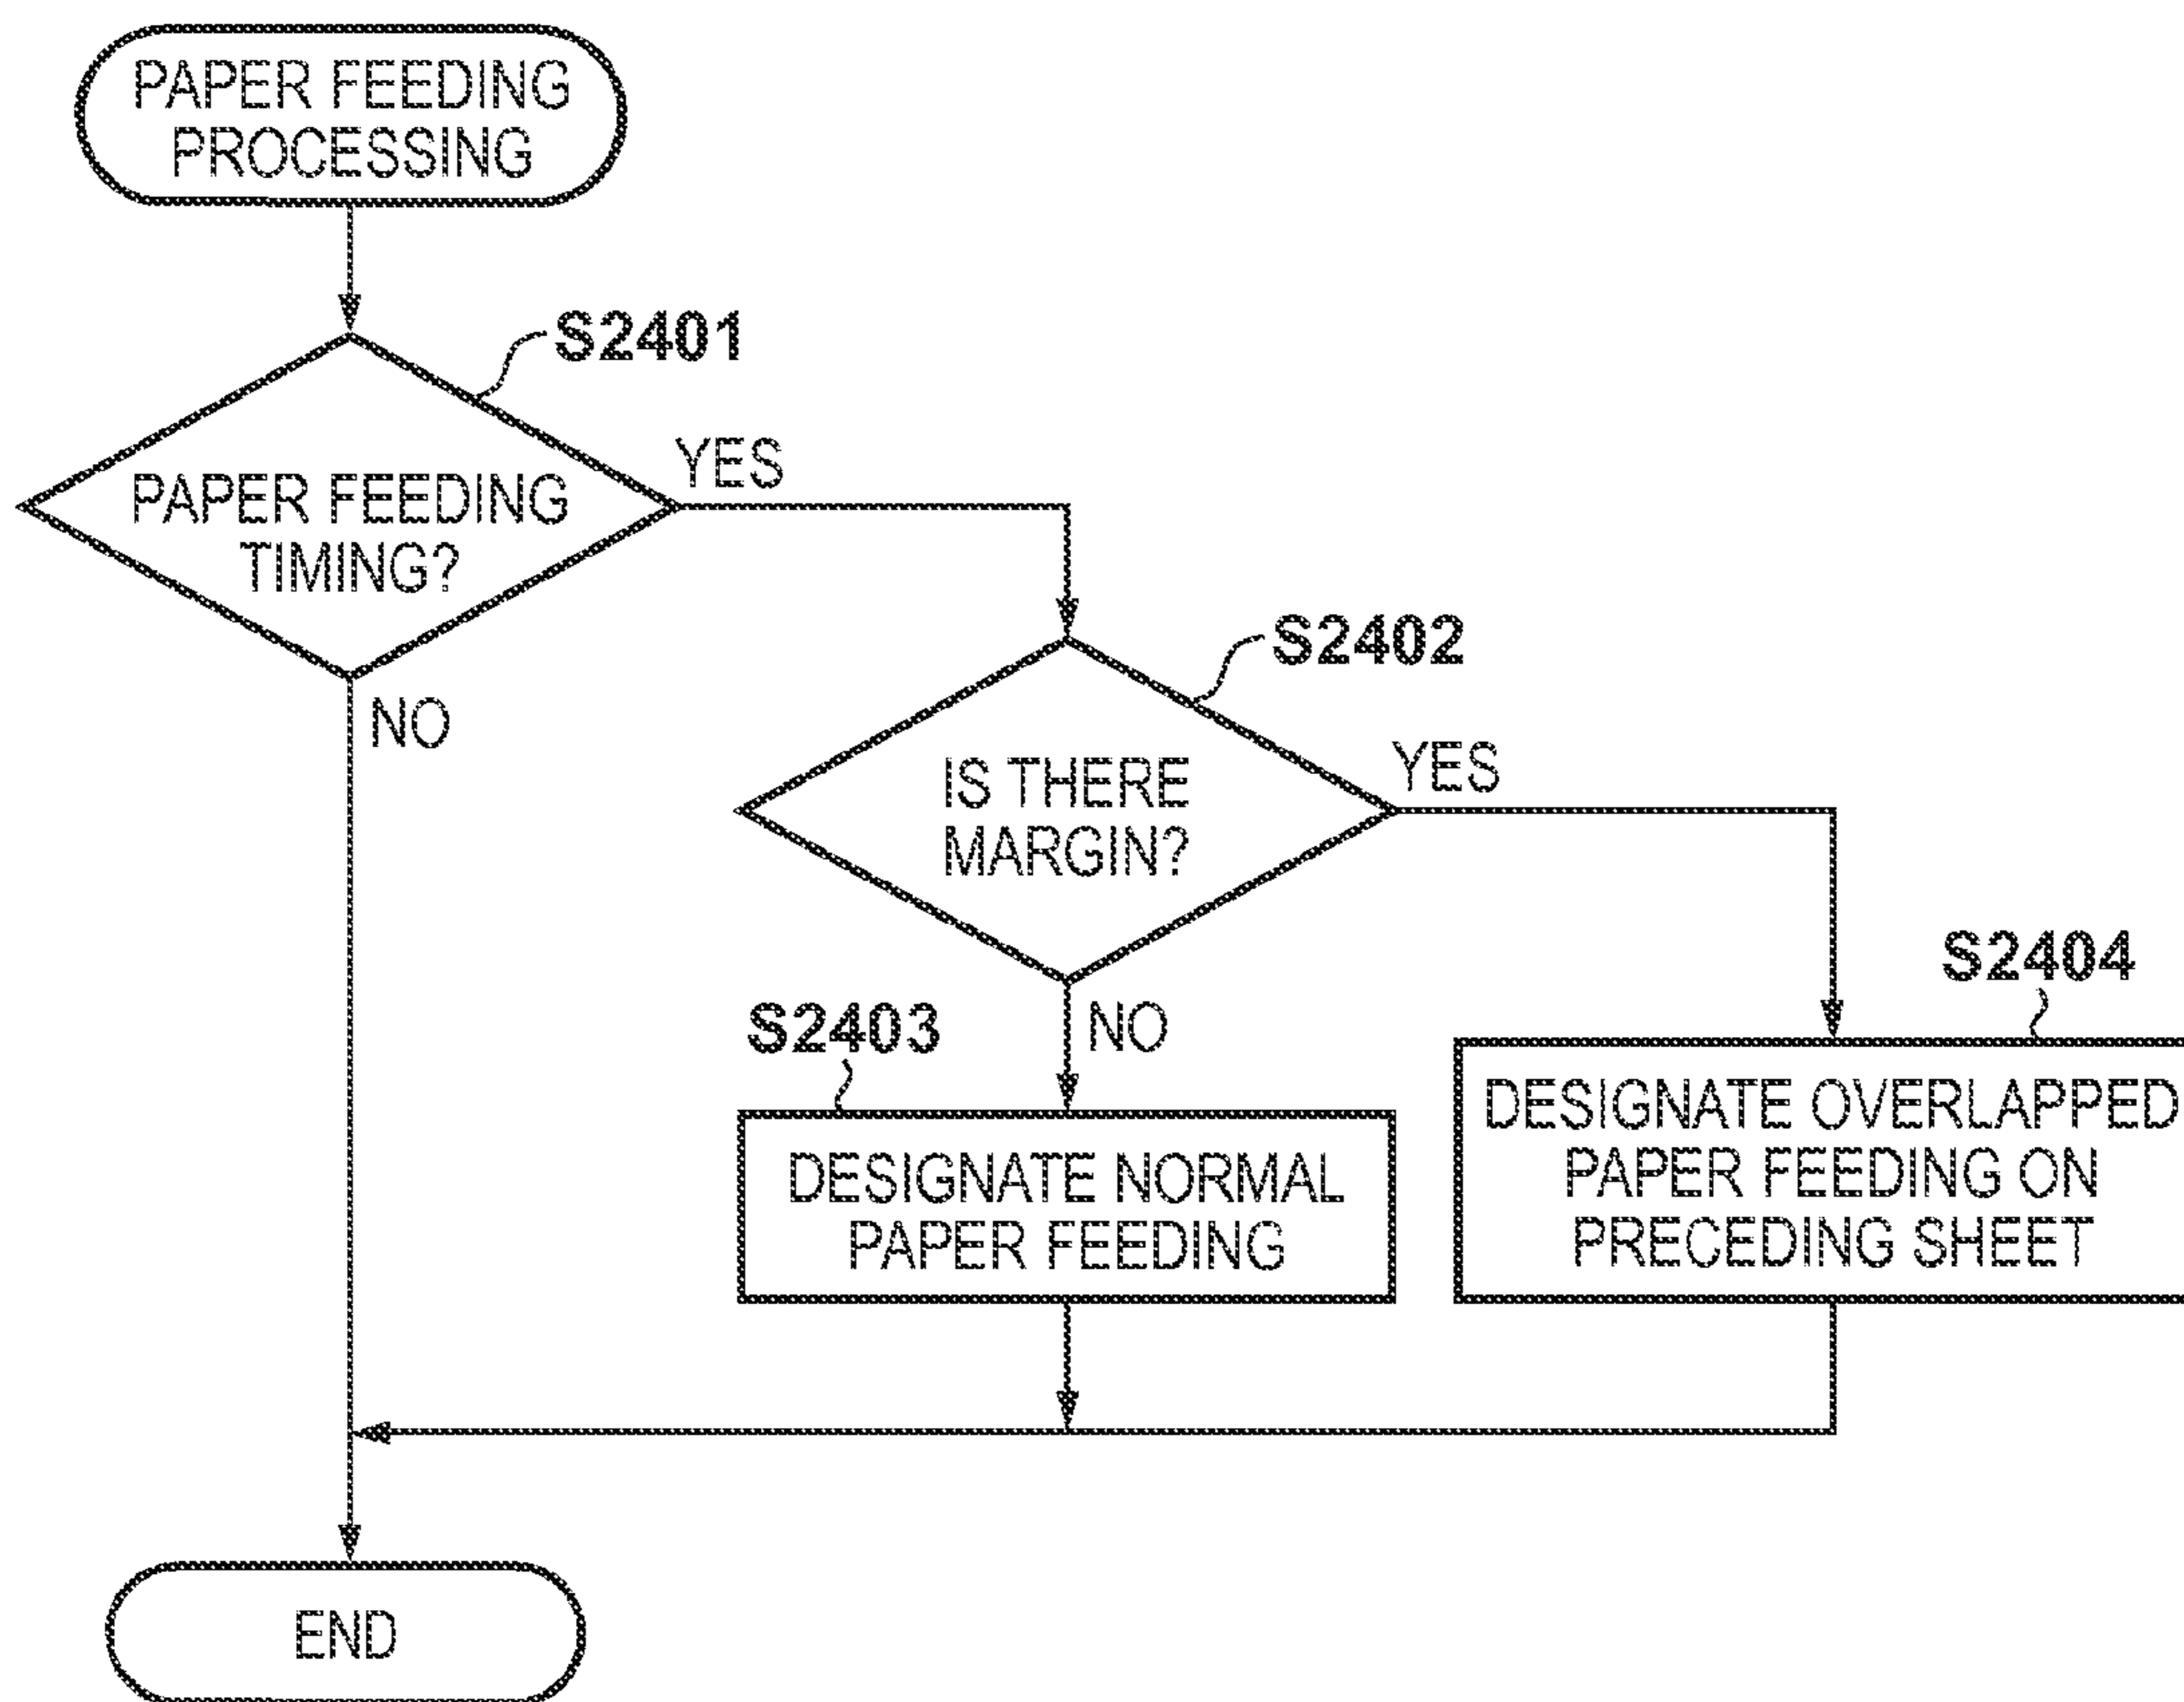 PAPER FEEDING
PROCESSING
S2401
PAPER FEEDING
TIMING?
YES
NO
S2402
IS THERE
MARGIN?
YES
NO
S2403
DESIGNATE NORMAL
PAPER FEEDING
S2404
DESIGNATE OVERLAPPED
PAPER FEEDING ON
PRECEDING SHEET
END